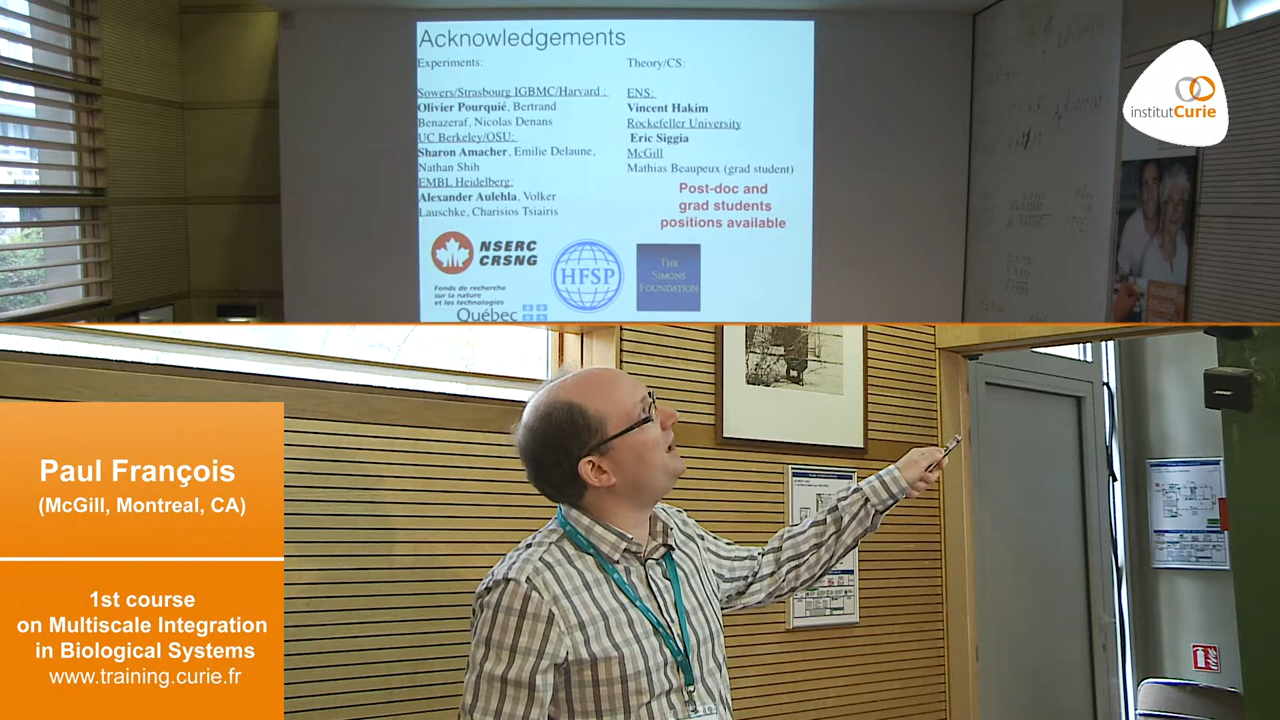 Acknowledgements
Experiments:
Sowers/Strasbourg IGBMC/Harvard :
Olivier Pourquié, Bertrand
Benazeraf, Nicolas Denans
UC Berkeley/OSU:
Sharon Amacher, Emilie Delaune,
Nathan Shih
EMBL Heidelberg:
Alexander Aulehla, Volker
Lauschke, Charisios Tsiairis
Theory/CS:
ENS:
Vincent Hakim
Rockefeller University
Eric Siggia
McGill
Mathias Beaupeux (grad student)
Post-doc and
grad students
positions available
NSERC
CRSNG
Fonds de recherche
sur la nature
et les technologies
Québec
HFSP
THE
SIMONS
FOUNDATION
institutCurie
Paul François
(McGill, Montreal, CA)
1st course
on Multiscale Integration
in Biological Systems
www.training.curie.fr